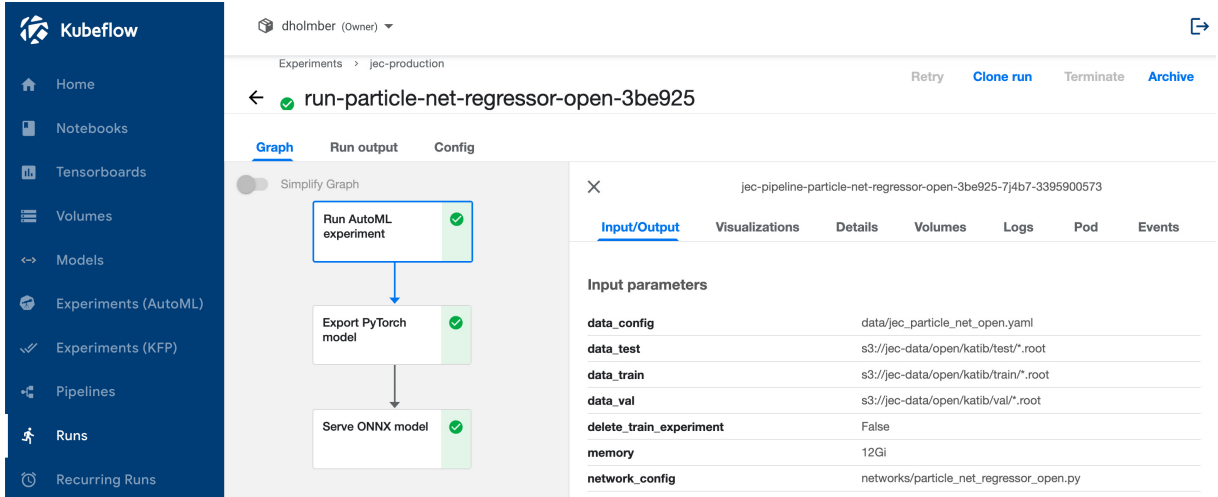 Kubeflow
Home
Notebooks
Tensorboards
Volumes
Models
Experiments (AutoML)
Experiments (KFP)
Pipelines
Runs
Recurring Runs
dholmber (Owner)
Experiments > jec-production
run-particle-net-regressor-open-3be925
Retry Clone run Terminate Archive
Graph Run output Config
Simplify Graph
Run AutoML
experiment
Export PyTorch
model
Serve ONNX model
jec-pipeline-particle-net-regressor-open-3be925-7j4b7-3395900573
Input/Output Visualizations Details Volumes Logs Pod Events
Input parameters
data_config data/jec_particle_net_open.yaml
data_test s3://jec-data/open/katib/test/*.root
data_train s3://jec-data/open/katib/train/*.root
data_val s3://jec-data/open/katib/val/*.root
delete_train_experiment False
memory 12Gi
network_config networks/particle_net_regressor_open.py